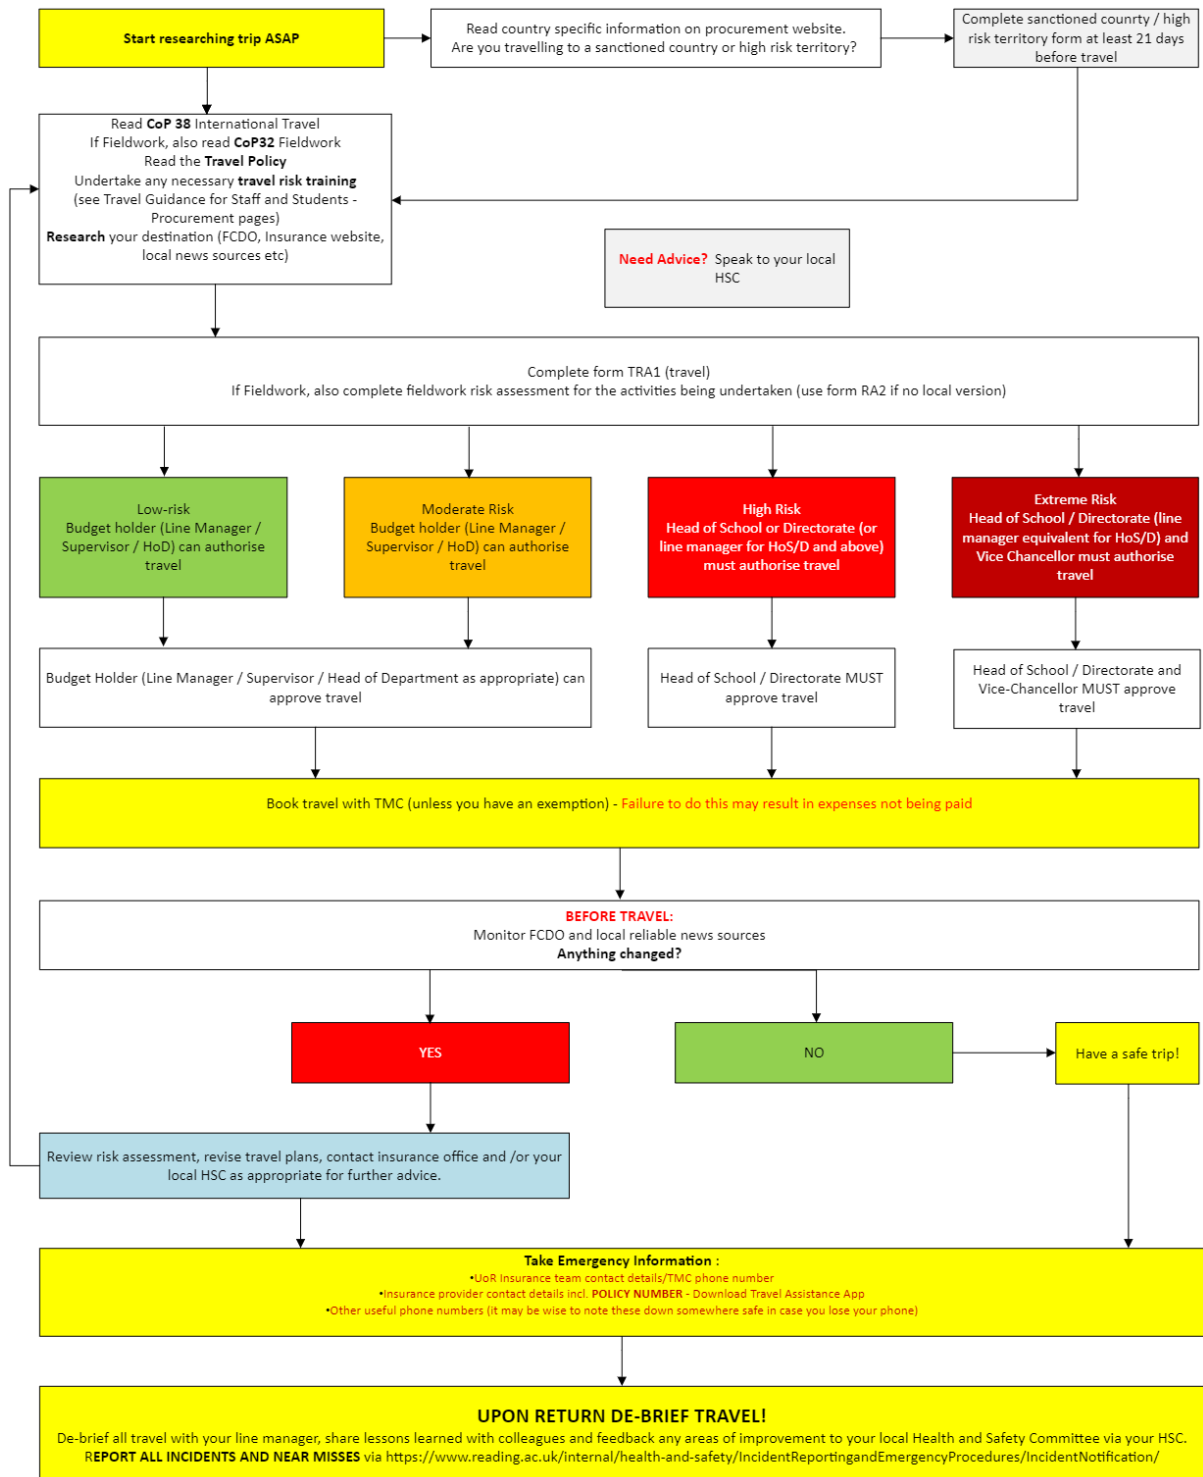 Start researching trip ASAP
Read country specific information on procurement website.
Are you travelling to a sanctioned country or high risk territory?
Complete sanctioned counrty / high
risk territory form at least 21 days
before travel
Read CoP 38 International Travel
If Fieldwork, also read CoP32 Fieldwork
Read the Travel Policy
Undertake any necessary travel risk training
(see Travel Guidance for Staff and Students -
Procurement pages)
Research your destination (FCDO, Insurance website,
local news sources etc)
Need Advice? Speak to your local
HSC
Complete form TRA1 (travel)
If Fieldwork, also complete fieldwork risk assessment for the activities being undertaken (use form RA2 if no local version)
Low-risk
Budget holder (Line Manager /
Supervisor / HoD) can authorise
travel
Moderate Risk
Budget holder (Line Manager /
Supervisor / HoD) can authorise
travel
High Risk
Head of School or Directorate (or
line manager for HoS/D and above)
must authorise travel
Extreme Risk
Head of School / Directorate (line
manager equivalent for HoS/D) and
Vice Chancellor must authorise
travel
Budget Holder (Line Manager / Supervisor / Head of Department as appropriate) can
approve travel
Head of School / Directorate MUST
approve travel
Head of School / Directorate and
Vice-Chancellor MUST approve
travel
Book travel with TMC (unless you have an exemption) - Failure to do this may result in expenses not being paid
BEFORE TRAVEL:
Monitor FCDO and local reliable news sources
Anything changed?
YES
NO
Have a safe trip!
Review risk assessment, revise travel plans, contact insurance office and /or your
local HSC as appropriate for further advice.
Take Emergency Information :
•UoR Insurance team contact details/TMC phone number
•Insurance provider contact details incl. POLICY NUMBER - Download Travel Assistance App
•Other useful phone numbers (it may be wise to note these down somewhere safe in case you lose your phone)
UPON RETURN DE-BRIEF TRAVEL!
De-brief all travel with your line manager, share lessons learned with colleagues and feedback any areas of improvement to your local Health and Safety Committee via your HSC.
REPORT ALL INCIDENTS AND NEAR MISSES via https://www.reading.ac.uk/internal/health-and-safety/IncidentReportingandEmergencyProcedures/IncidentNotification/